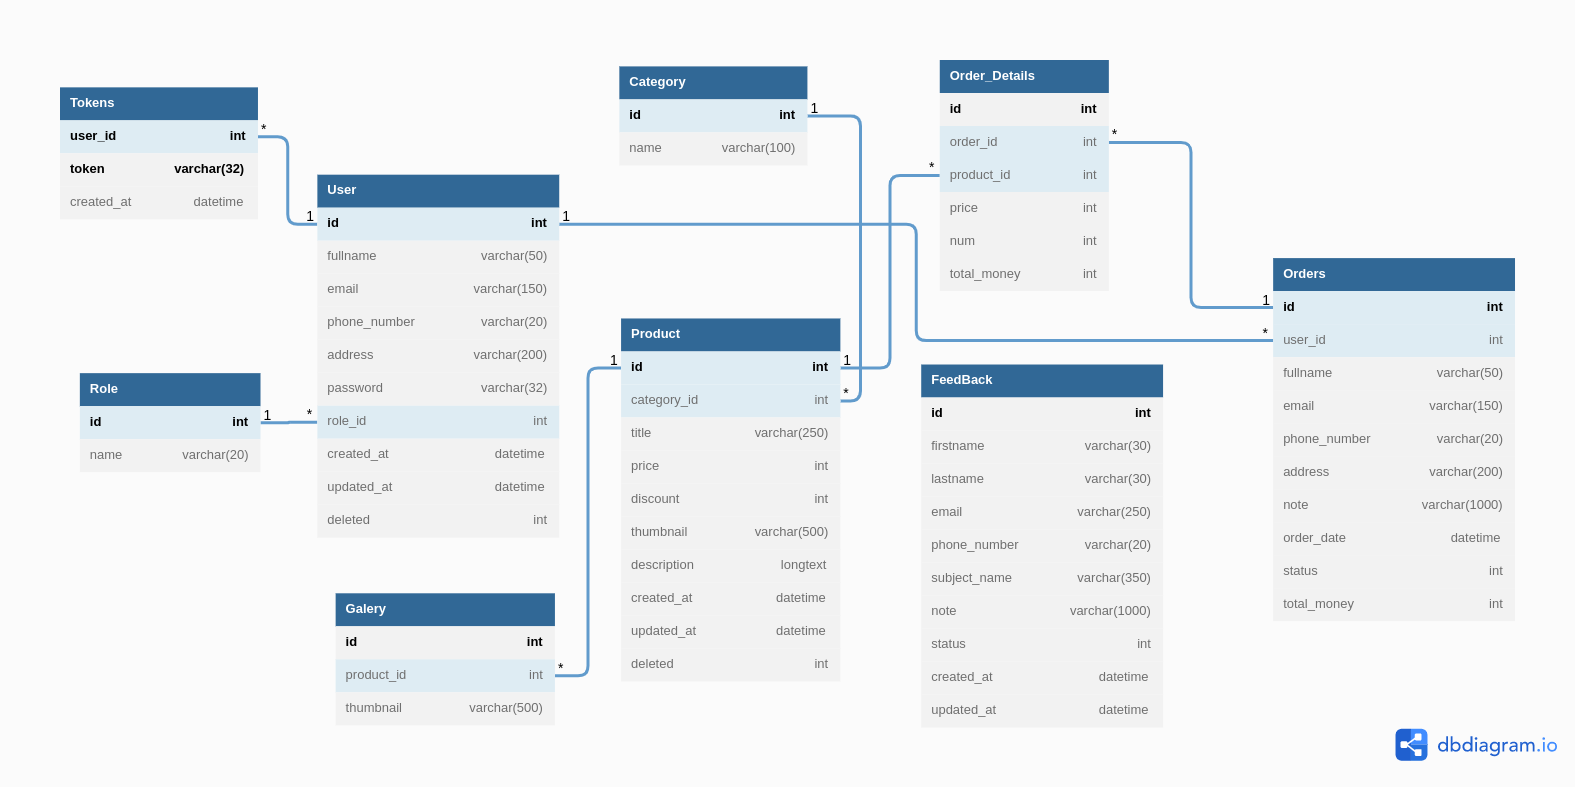 Tokens
user_id int
token varchar(32)
created_at datetime
*
1
User
id int
fullname varchar(50)
email varchar(150)
phone_number varchar(20)
address varchar(200)
password varchar(32)
role_id int
created_at datetime
updated_at datetime
deleted int
1
Role
id int
name varchar(20)
1 *
Galery
id int
product_id int
thumbnail varchar(500)
*
Category
id int
name varchar(100)
1
1
Product
id int
category_id int
title varchar(250)
price int
discount int
thumbnail varchar(500)
description longtext
created_at datetime
updated_at datetime
deleted int
1
*
*
Order_Details
id int
order_id int
product_id int
price int
num int
total_money int
*
FeedBack
id int
firstname varchar(30)
lastname varchar(30)
email varchar(250)
phone_number varchar(20)
subject_name varchar(350)
note varchar(1000)
status int
created_at datetime
updated_at datetime
1
*
Orders
id int
user_id int
fullname varchar(50)
email varchar(150)
phone_number varchar(20)
address varchar(200)
note varchar(1000)
order_date datetime
status int
total_money int
dbdiagram.io